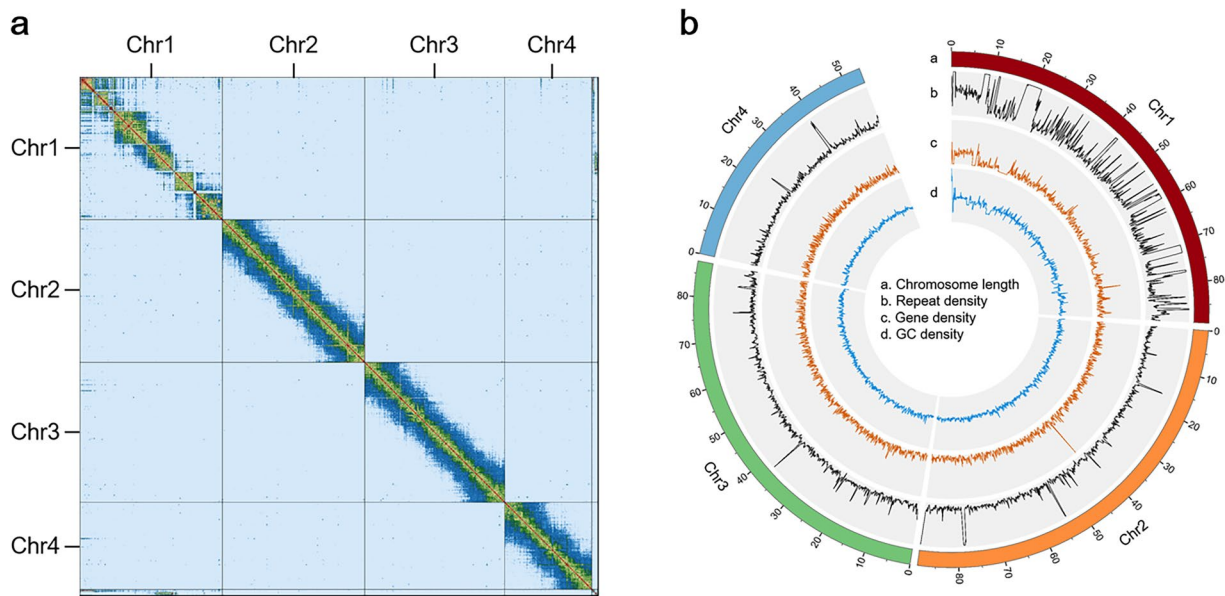 a
Chr1 Chr2 Chr3 Chr4
Chr1
Chr2
Chr3
Chr4
b
a
b
c
d
0 10 20 30 40 50 60 70 80
Chr1
0 10 20 30 40 50 60 70 80
Chr2
0 10 20 30 40 50 60 70 80
Chr3
0 10 20 30 40 50
Chr4
a. Chromosome length
b. Repeat density
c. Gene density
d. GC density